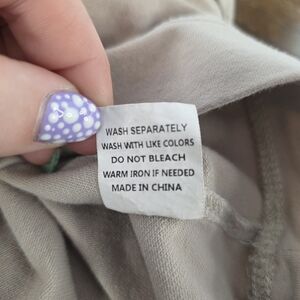 WASH SEPARATELY
WASH WITH LIKE COLORS
DO NOT BLEACH
WARM IRON IF NEEDED
MADE IN CHINA